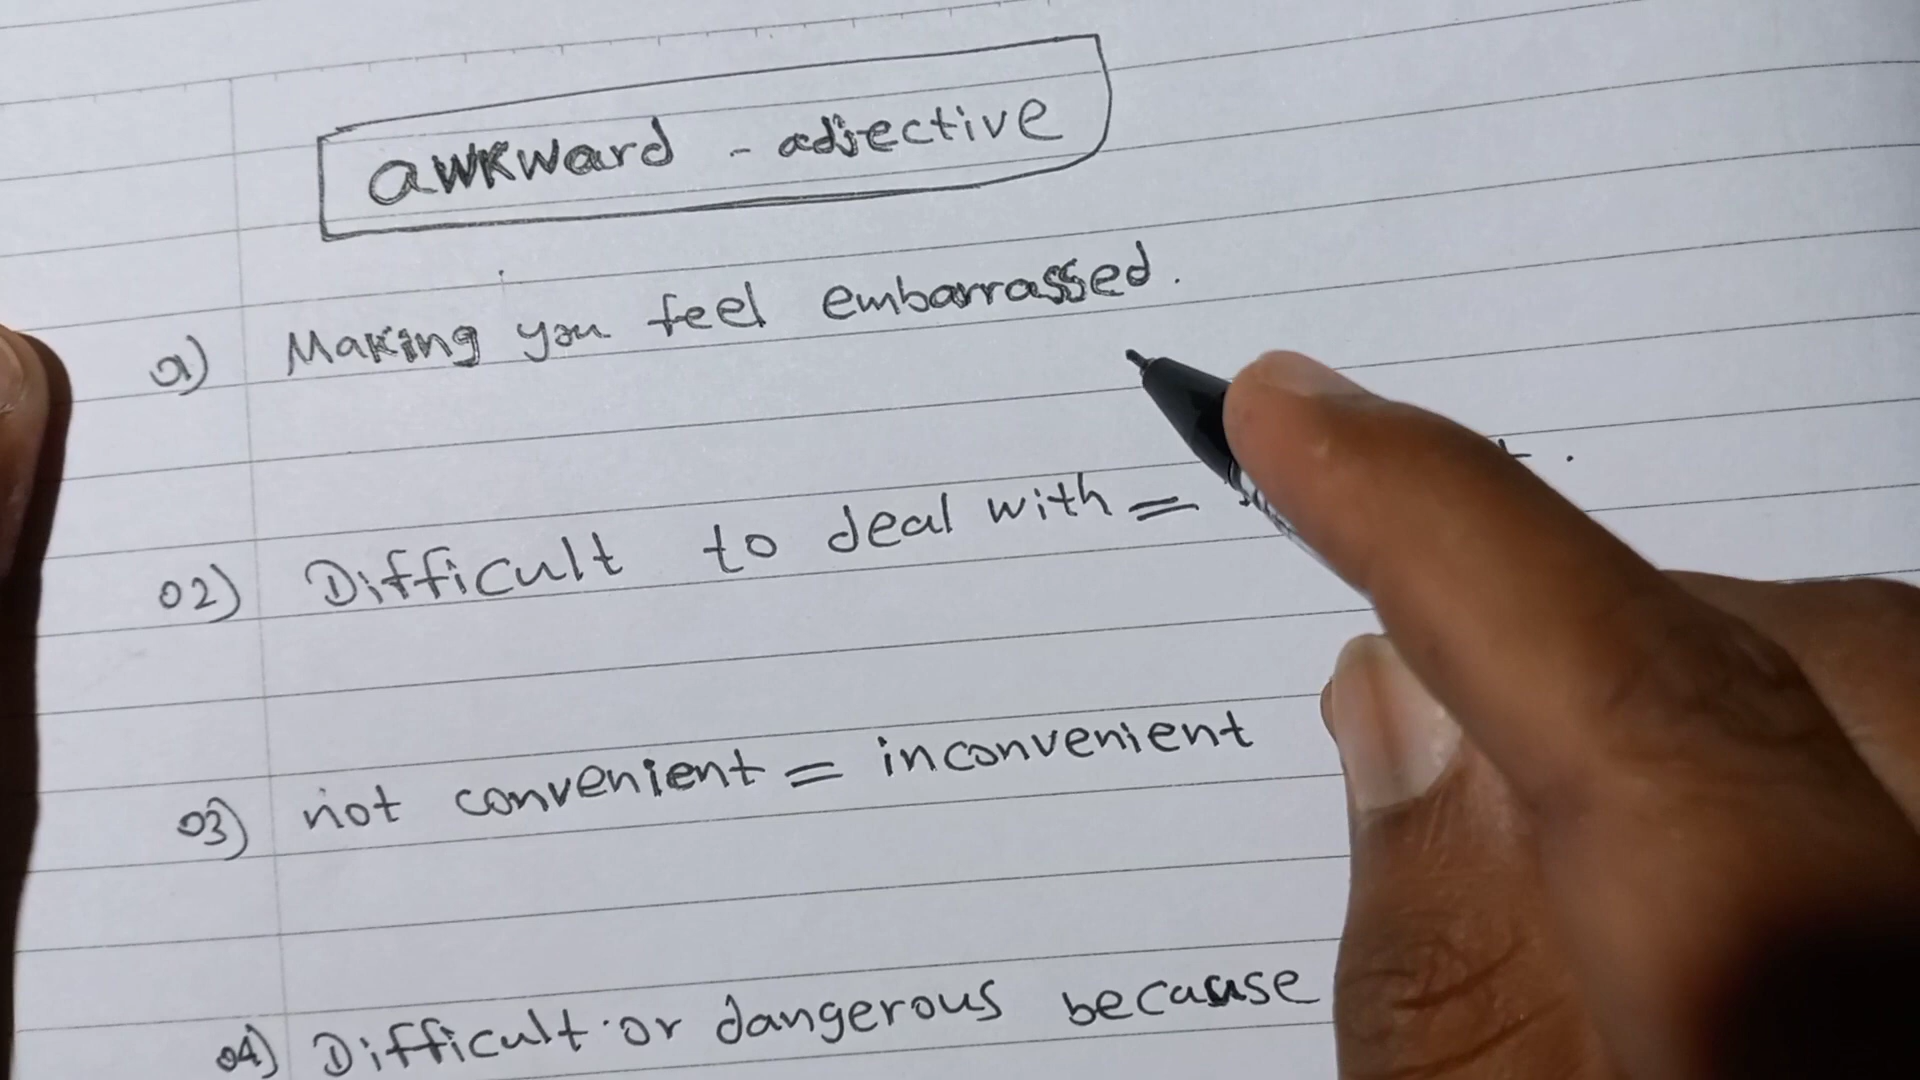 awkward - adjective
a) Making you feel embarrassed.
02) Difficult to deal with =
03) not convenient = inconvenient
04) Difficult or dangerous because